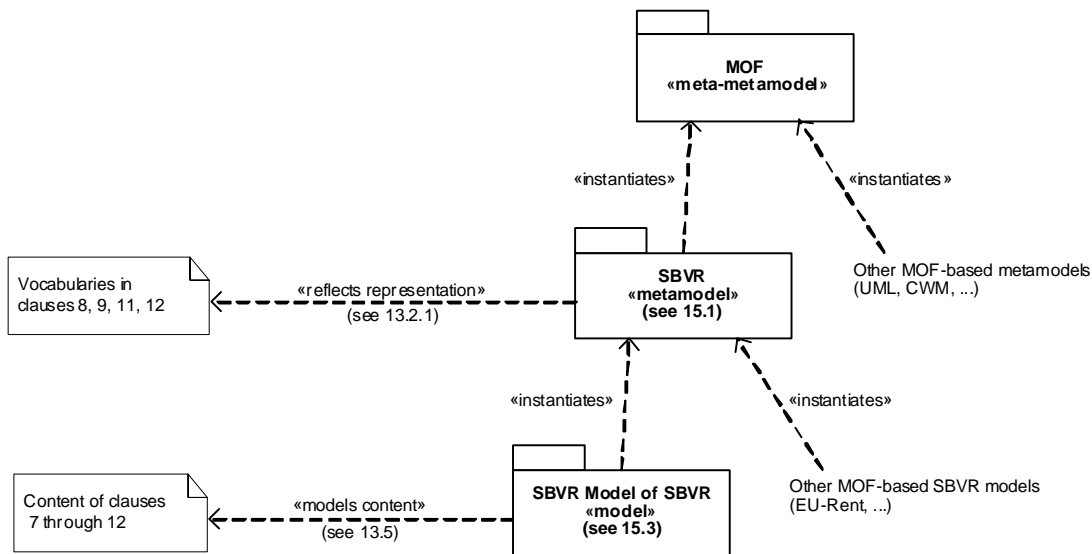 MOF
«meta-metamodel»
«instantiates»
«instantiates»
SBVR
«metamodel»
(see 15.1)
Other MOF-based metamodels
(UML, CWM, ...)
Vocabularies in
clauses 8, 9, 11, 12
«reflects representation»
(see 13.2.1)
«instantiates»
«instantiates»
SBVR Model of SBVR
«model»
(see 15.3)
Other MOF-based SBVR models
(EU-Rent, ...)
Content of clauses
7 through 12
«models content»
(see 13.5)